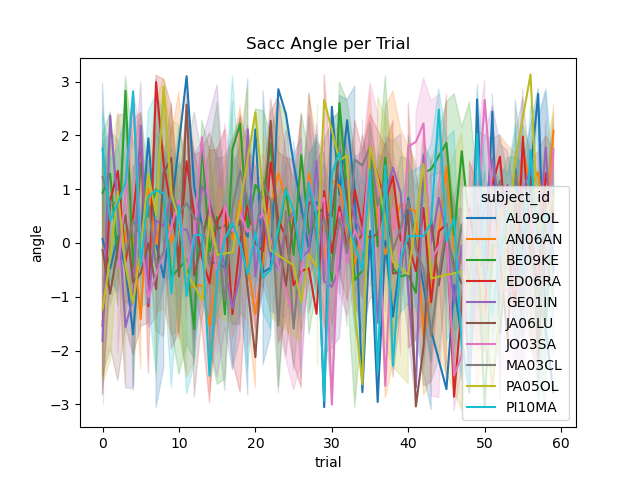 Sacc Angle per Trial
angle
3
2
1
0
−1
−2
−3
0
10
20
30
40
50
60
trial
subject_id
AL09OL
AN06AN
BE09KE
ED06RA
GE01IN
JA06LU
JO03SA
MA03CL
PA05OL
PI10MA